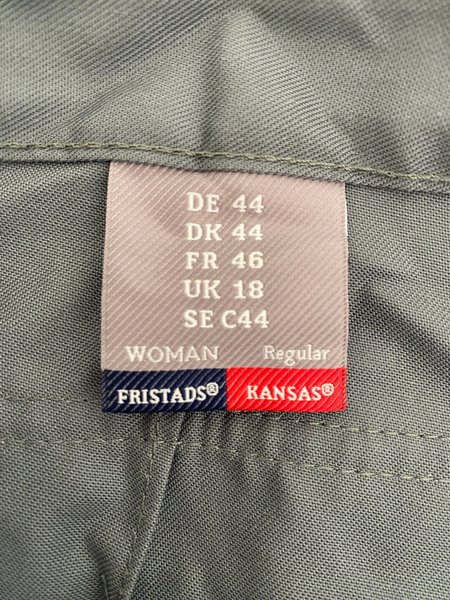 DE 44
DK 44
FR 46
UK 18
SE C44
WOMAN Regular
FRISTADS® KANSAS®